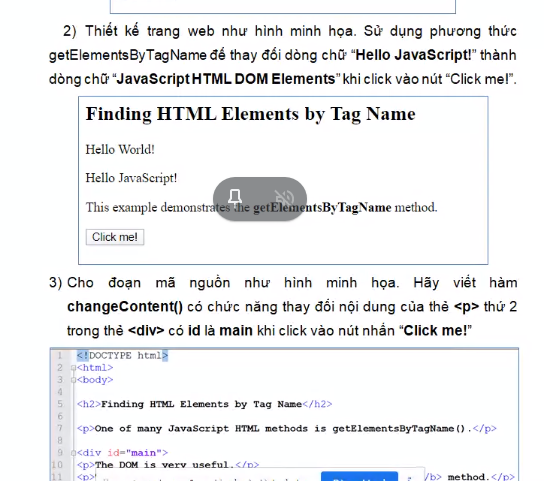 2) Thiết kế trang web như hình minh họa. Sử dụng phương thức
getElementsByTagName để thay đổi dòng chữ “Hello JavaScript!” thành
dòng chữ “JavaScript HTML DOM Elements” khi click vào nút “Click me!”.
Finding HTML Elements by Tag Name
Hello World!
Hello JavaScript!
This example demonstrates the getElementsByTagName method.
Click me!
3) Cho đoạn mã nguồn như hình minh họa. Hãy viết hàm
changeContent() có chức năng thay đổi nội dung của thẻ <p> thứ 2
trong thẻ <div> có id là main khi click vào nút nhấn “Click me!”
1 <!DOCTYPE html>
2 <html>
3 <body>
4
5 <h2>Finding HTML Elements by Tag Name</h2>
6
7 <p>One of many JavaScript HTML methods is getElementsByTagName().</p>
8
9 <div id="main">
10 <p>The DOM is very useful.</p>
11 <p> /b> method.</p>